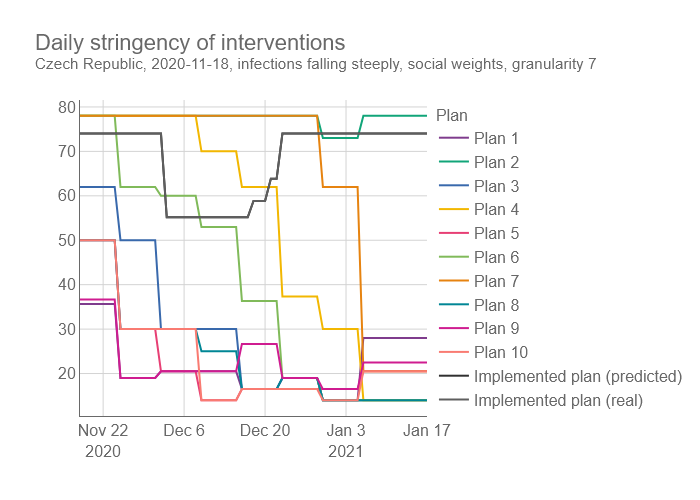 Daily stringency of interventions
Czech Republic, 2020-11-18, infections falling steeply, social weights, granularity 7
80
70
60
50
40
30
20
Nov 22
2020
Dec 6
Dec 20
Jan 3
2021
Jan 17
Plan
Plan 1
Plan 2
Plan 3
Plan 4
Plan 5
Plan 6
Plan 7
Plan 8
Plan 9
Plan 10
Implemented plan (predicted)
Implemented plan (real)